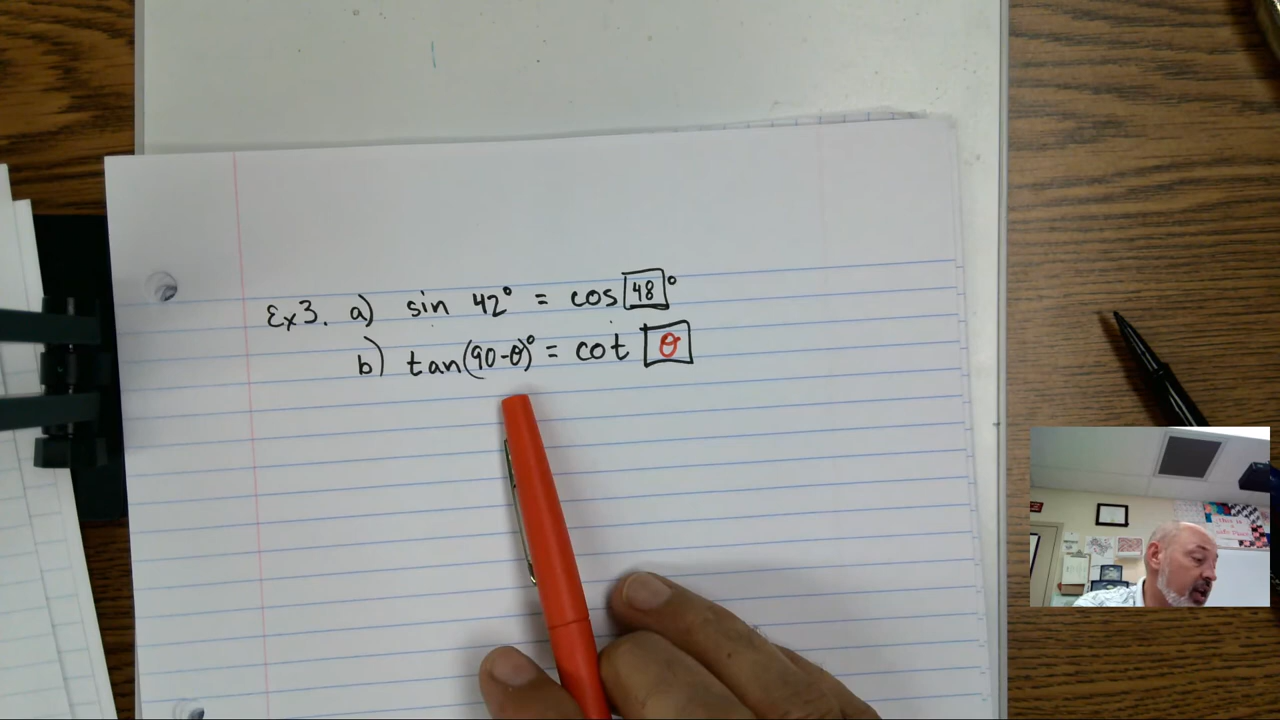 Ex3. a) sin 42° = cos 48°
b) tan(90-θ)° = cot θ